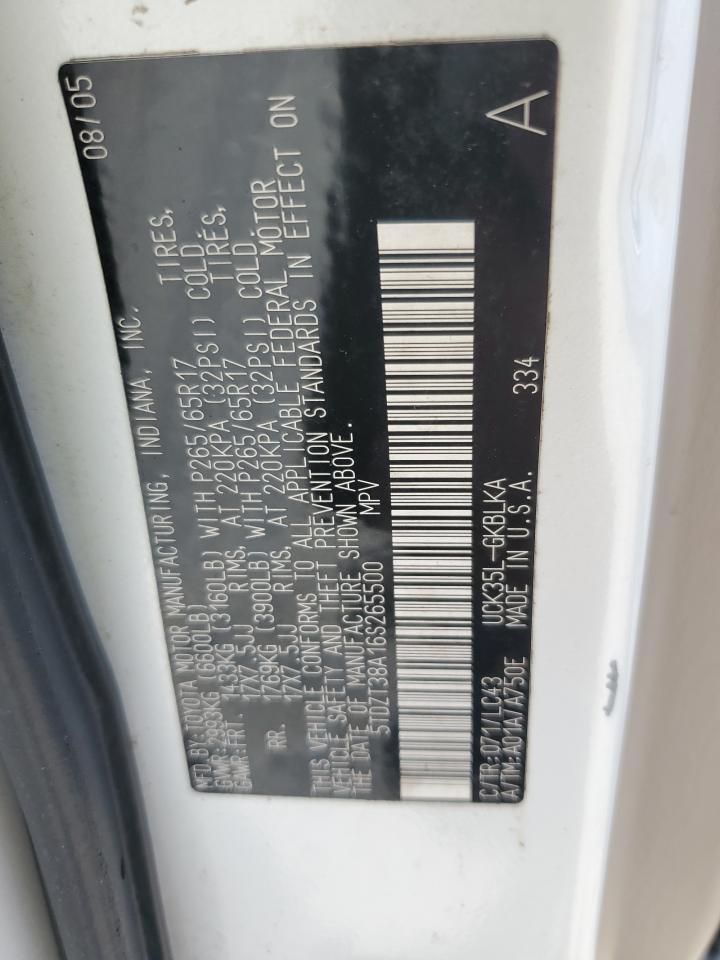 MFD BY:TOYOTA MOTOR MANUFACTURING, INDIANA, INC. 08/05
GVWR:2993KG (6600LB)
GAWR:FRT. 1433KG (3160LB) WITH P265/65R17 TIRES,
17X7.5JJ RIMS, AT 220KPA (32PSI) COLD
RR. 1769KG (3900LB) WITH P265/65R17 TIRES,
17X7.5JJ RIMS, AT 220KPA (32PSI) COLD.
THIS VEHICLE CONFORMS TO ALL APPLICABLE FEDERAL MOTOR
VEHICLE SAFETY AND THEFT PREVENTION STANDARDS IN EFFECT ON
THE DATE OF MANUFACTURE SHOWN ABOVE.
5TDZT38A16S265500 MPV
C/TR:071/LC43 UCK35L-GKBLKA A
A/TM:A01A/A750E MADE IN U.S.A. 334